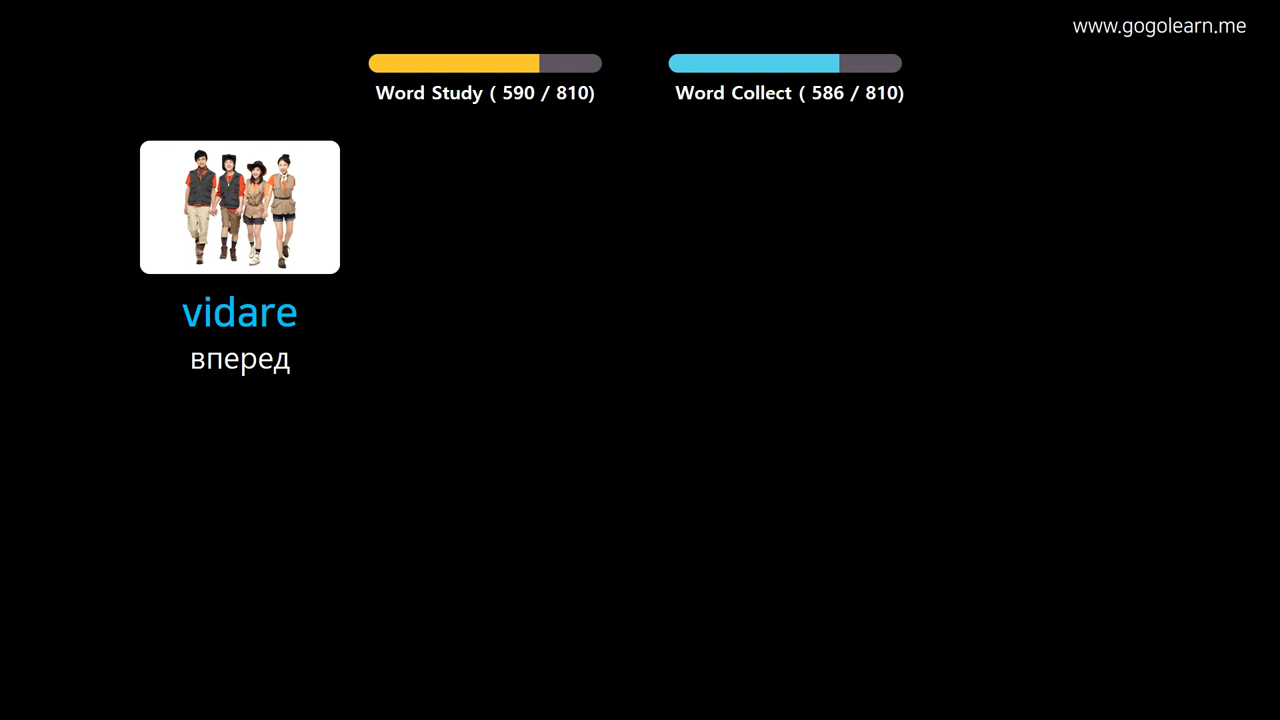 www.gogolearn.me
Word Study ( 590 / 810)
Word Collect ( 586 / 810)
vidare
вперед